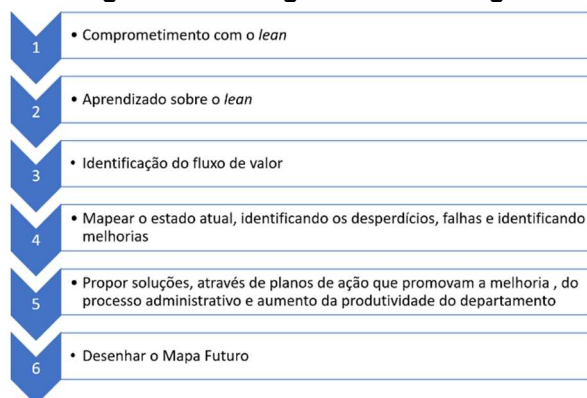 1
• Comprometimento com o lean
2
• Aprendizado sobre o lean
3
• Identificação do fluxo de valor
4
• Mapear o estado atual, identificando os desperdícios, falhas e identificando
melhorias
5
• Propor soluções, através de planos de ação que promovam a melhoria , do
processo administrativo e aumento da produtividade do departamento
6
• Desenhar o Mapa Futuro